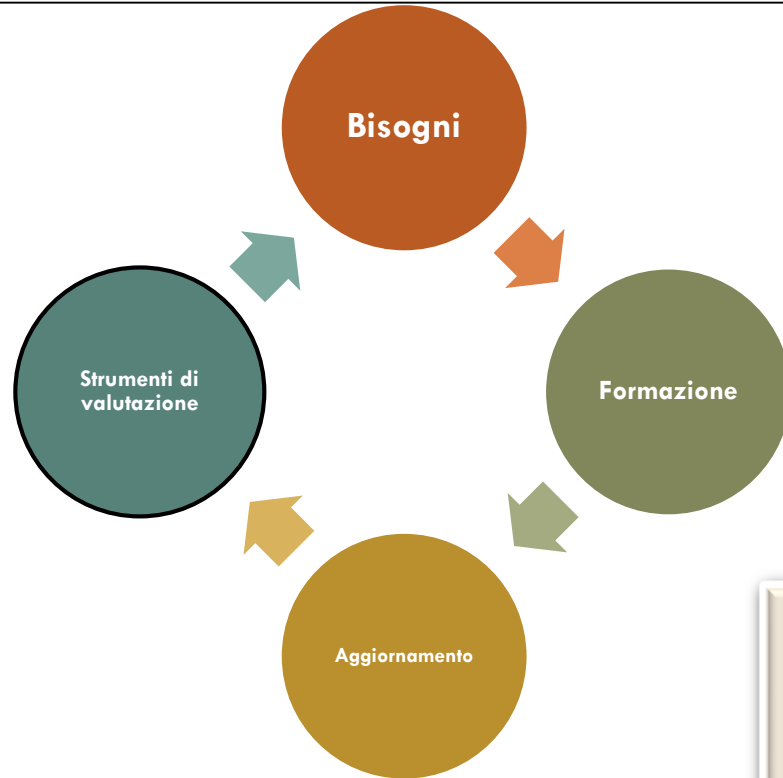 Bisogni
Strumenti di
valutazione
Formazione
Aggiornamento